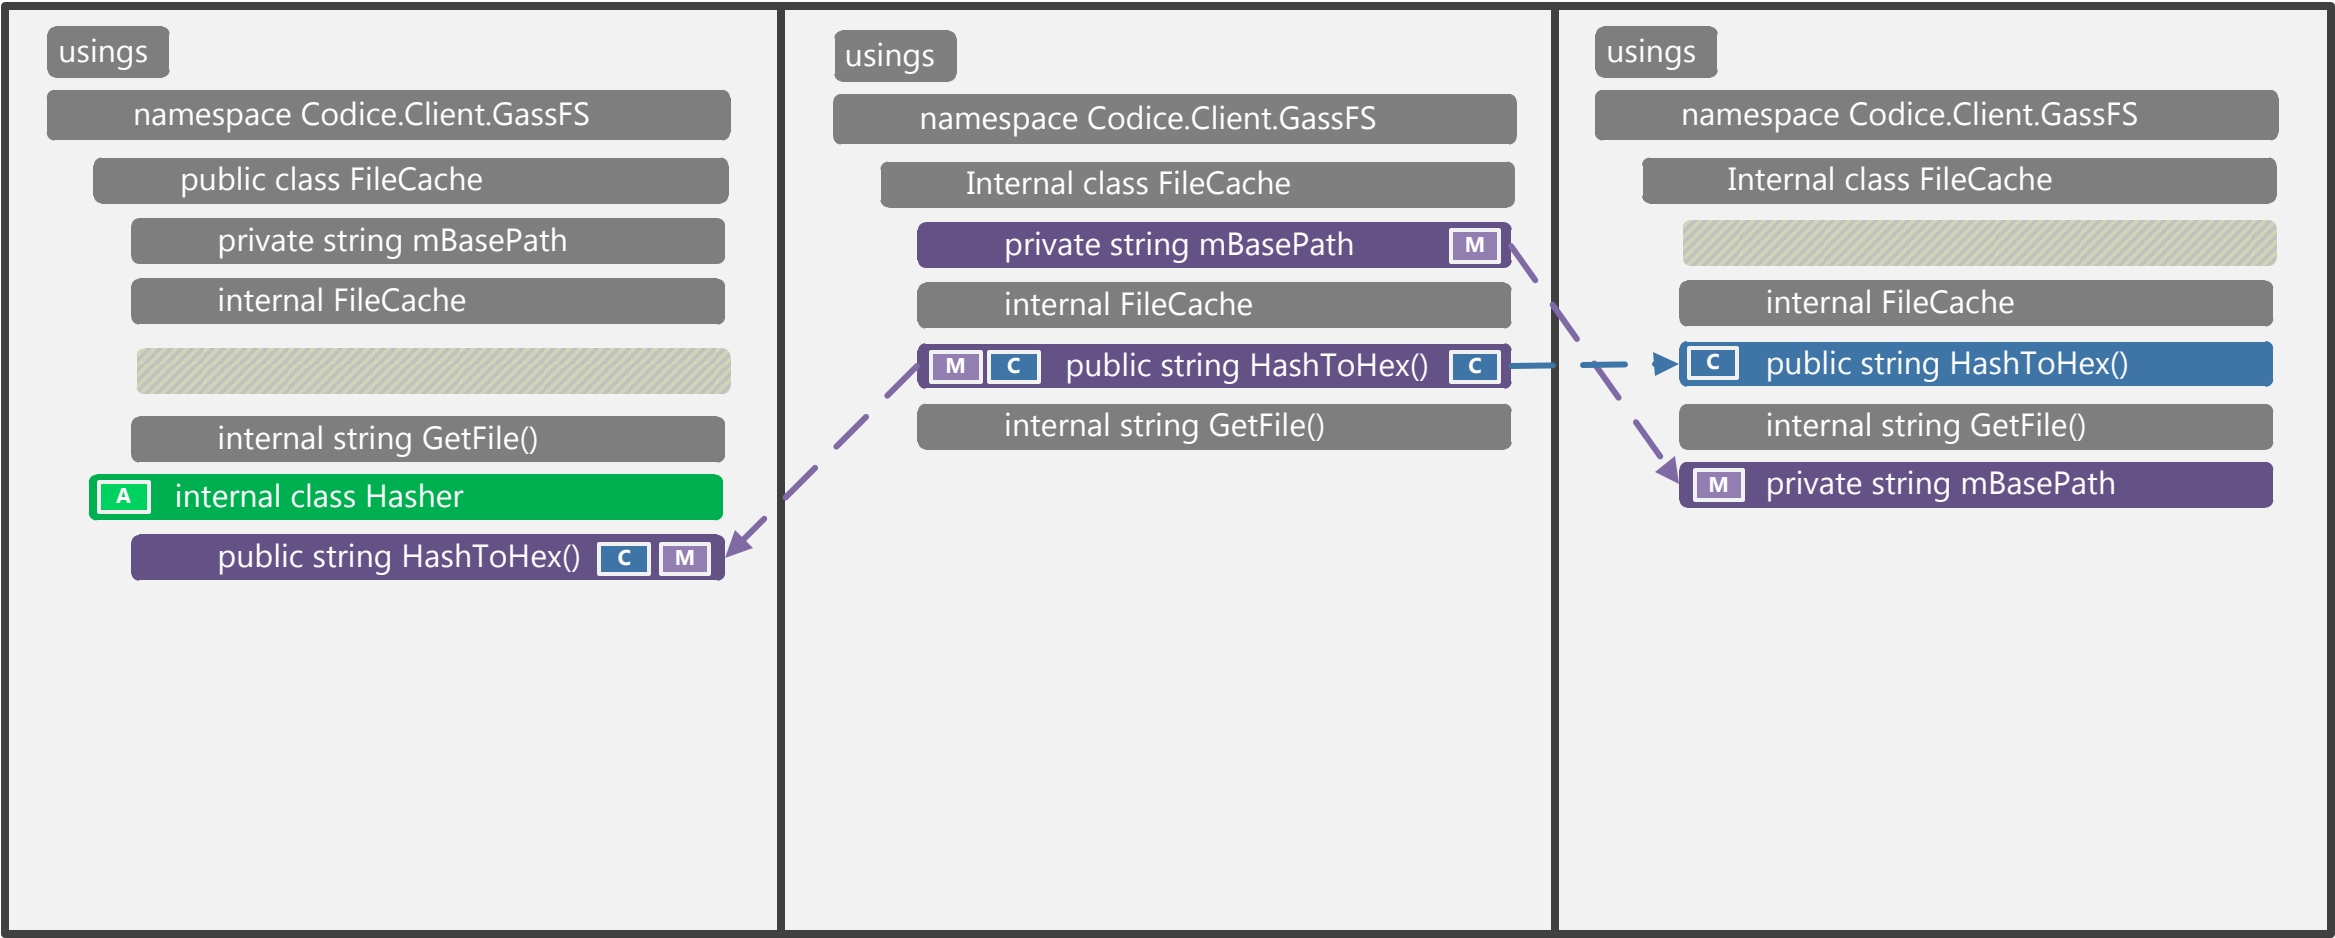 usings
namespace Codice.Client.GassFS
public class FileCache
private string mBasePath
internal FileCache
internal string GetFile()
A internal class Hasher
public string HashToHex() C M
usings
namespace Codice.Client.GassFS
Internal class FileCache
private string mBasePath M
internal FileCache
M C public string HashToHex() C
internal string GetFile()
usings
namespace Codice.Client.GassFS
Internal class FileCache
internal FileCache
C public string HashToHex()
internal string GetFile()
M private string mBasePath